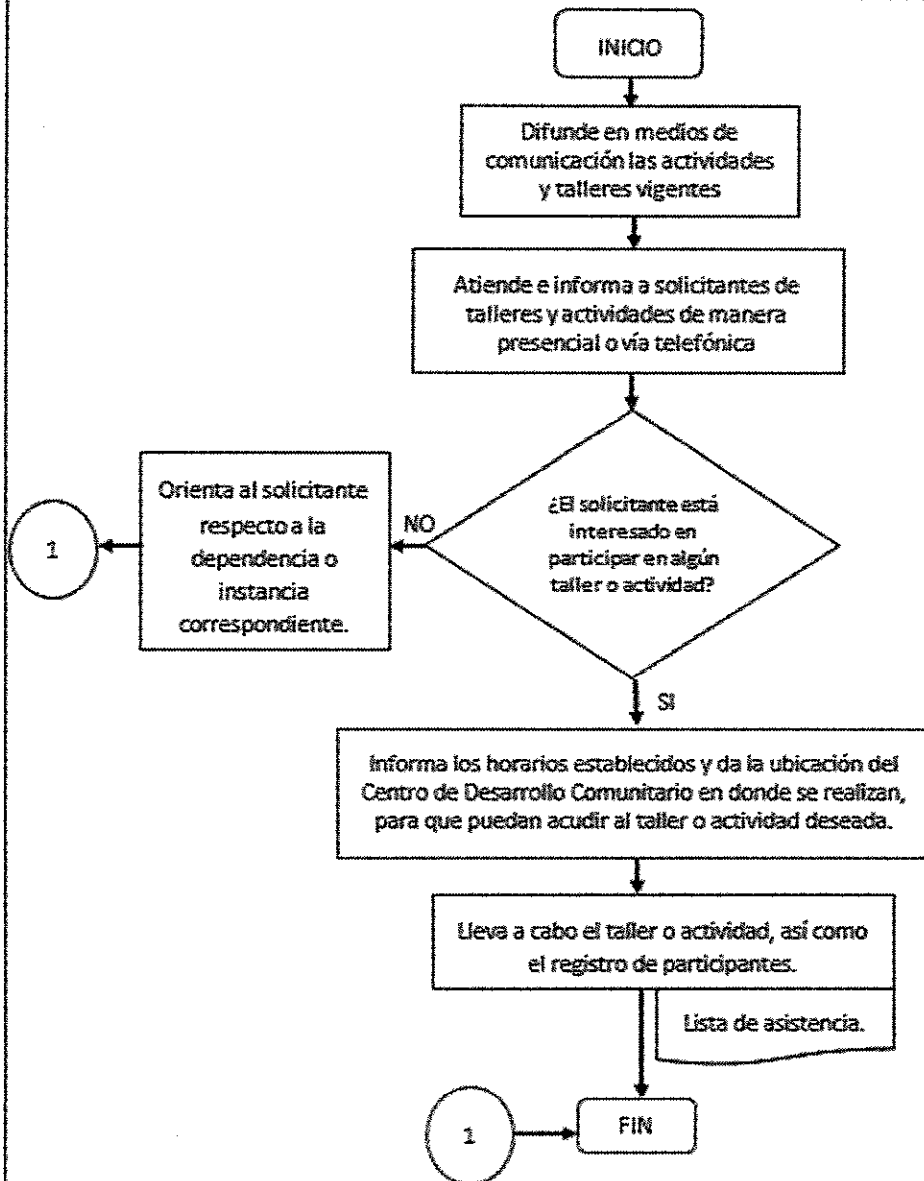 INICIO
Difunde en medios de
comunicación las actividades
y talleres vigentes
Atiende e informa a solicitantes de
talleres y actividades de manera
presencial o vía telefónica
¿El solicitante está
interesado en
participar en algún
taller o actividad?
NO
Orienta al solicitante
respecto a la
dependencia o
instancia
correspondiente.
1
SI
Informa los horarios establecidos y da la ubicación del
Centro de Desarrollo Comunitario en donde se realizan,
para que puedan acudir al taller o actividad deseada.
Lleva a cabo el taller o actividad, así como
el registro de participantes.
Lista de asistencia.
1
FIN